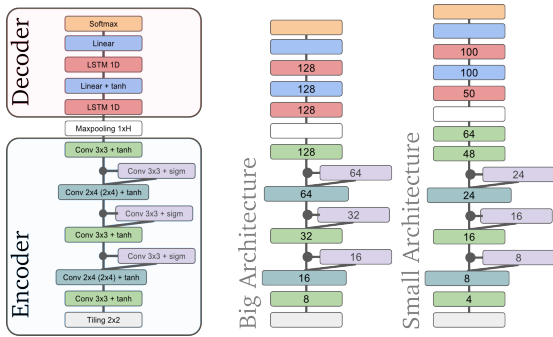 Decoder
Softmax
Linear
LSTM 1D
Linear + tanh
LSTM 1D
Maxpooling 1xH
Encoder
Conv 3x3 + tanh
Conv 3x3 + sigm
Conv 2x4 (2x4) + tanh
Conv 3x3 + sigm
Conv 3x3 + tanh
Conv 3x3 + sigm
Conv 2x4 (2x4) + tanh
Conv 3x3 + tanh
Tiling 2x2
Big Architecture
128
128
128
128
64
64
32
32
16
16
8
Small Architecture
100
100
50
64
48
24
24
16
16
8
8
4